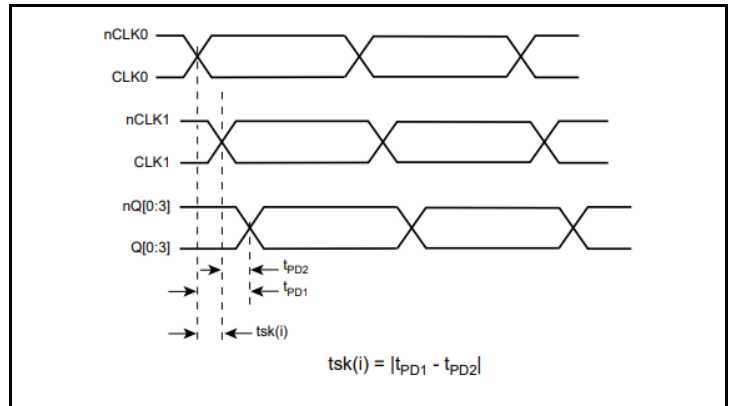 nCLK0
CLK0
nCLK1
CLK1
nQ[0:3]
Q[0:3]
tPD2
tPD1
tsk(i)
tsk(i) = |tPD1 - tPD2|